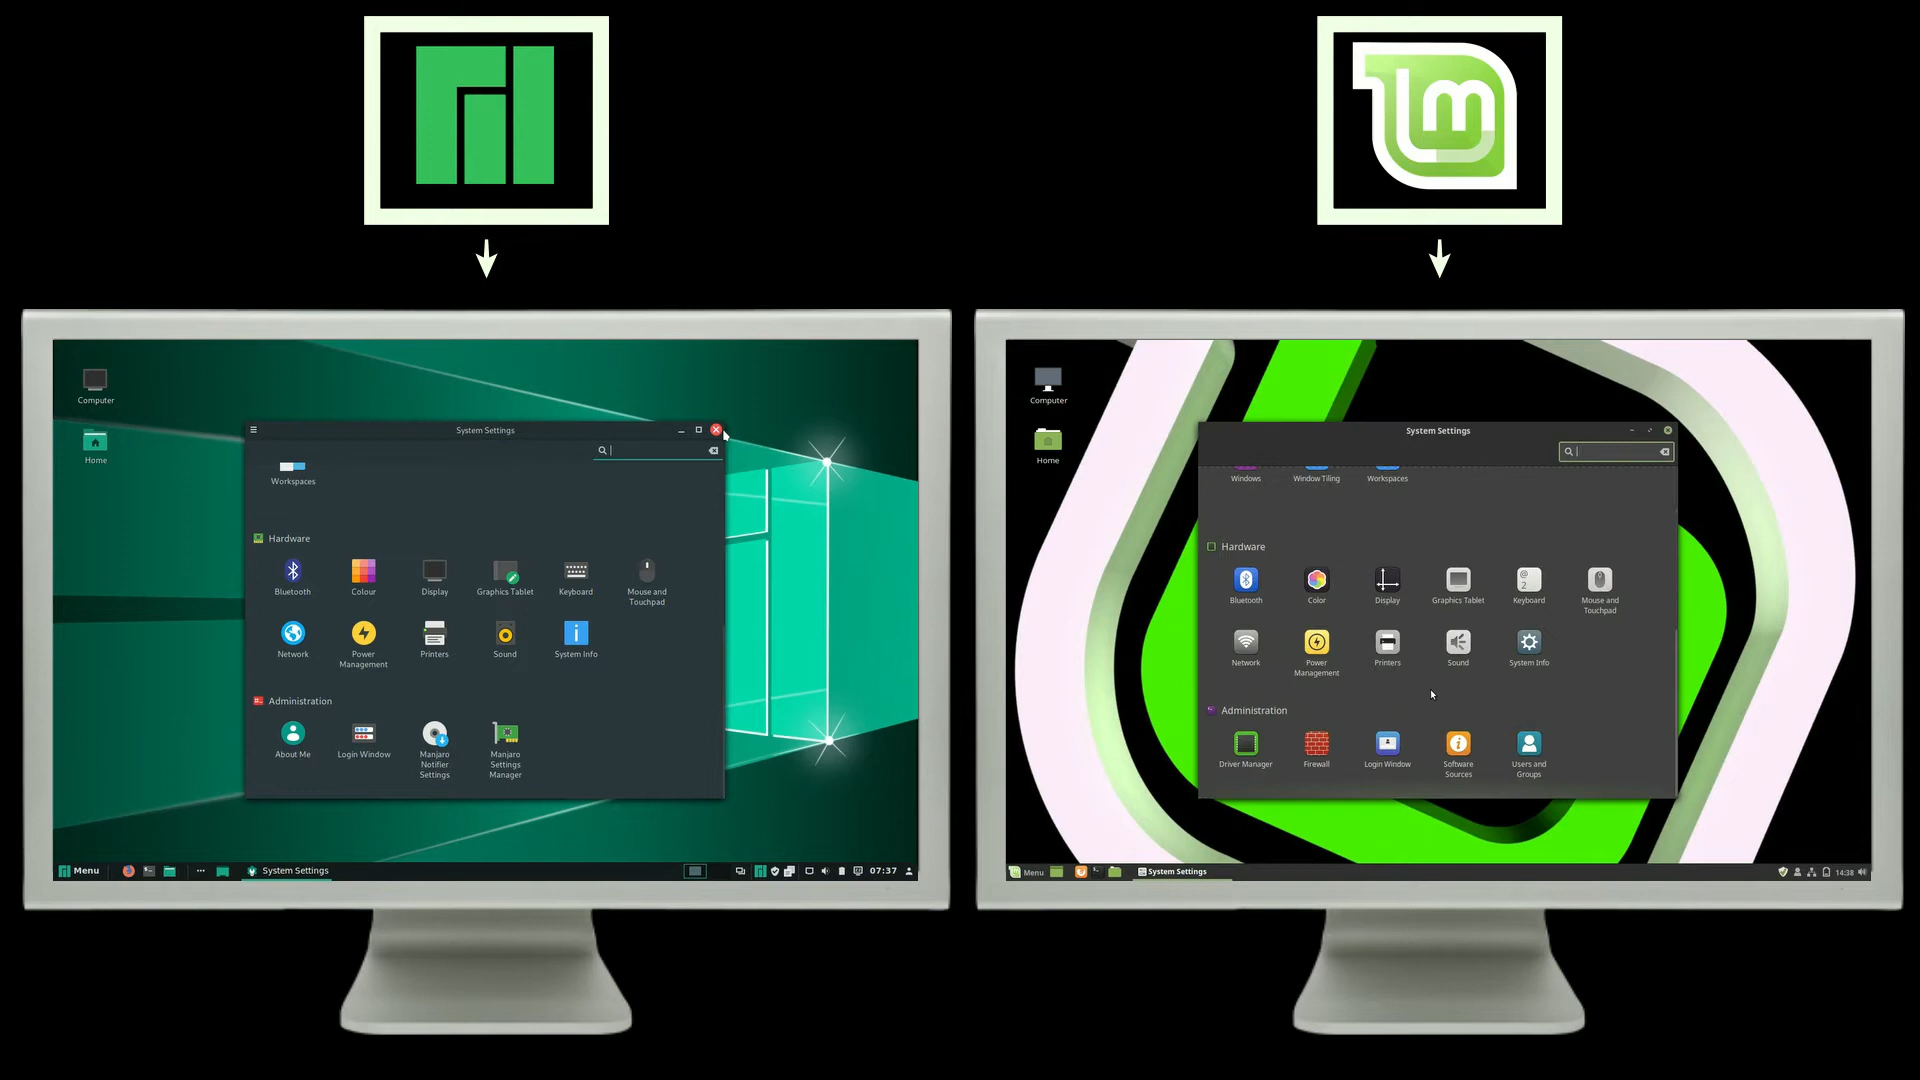 Computer
Home
System Settings
Workspaces
Hardware
Bluetooth
Colour
Display
Graphics Tablet
Keyboard
Mouse and
Touchpad
Network
Power
Management
Printers
Sound
System Info
Administration
About Me
Login Window
Manjaro
Notifier
Settings
Manjaro
Settings
Manager
Menu
System Settings
07:37
lm
Computer
Home
System Settings
Windows
Window Tiling
Workspaces
Hardware
Bluetooth
Color
Display
Graphics Tablet
Keyboard
Mouse and
Touchpad
Network
Power
Management
Printers
Sound
System Info
Administration
Driver Manager
Firewall
Login Window
Software
Sources
Users and
Groups
Menu
System Settings
14:38